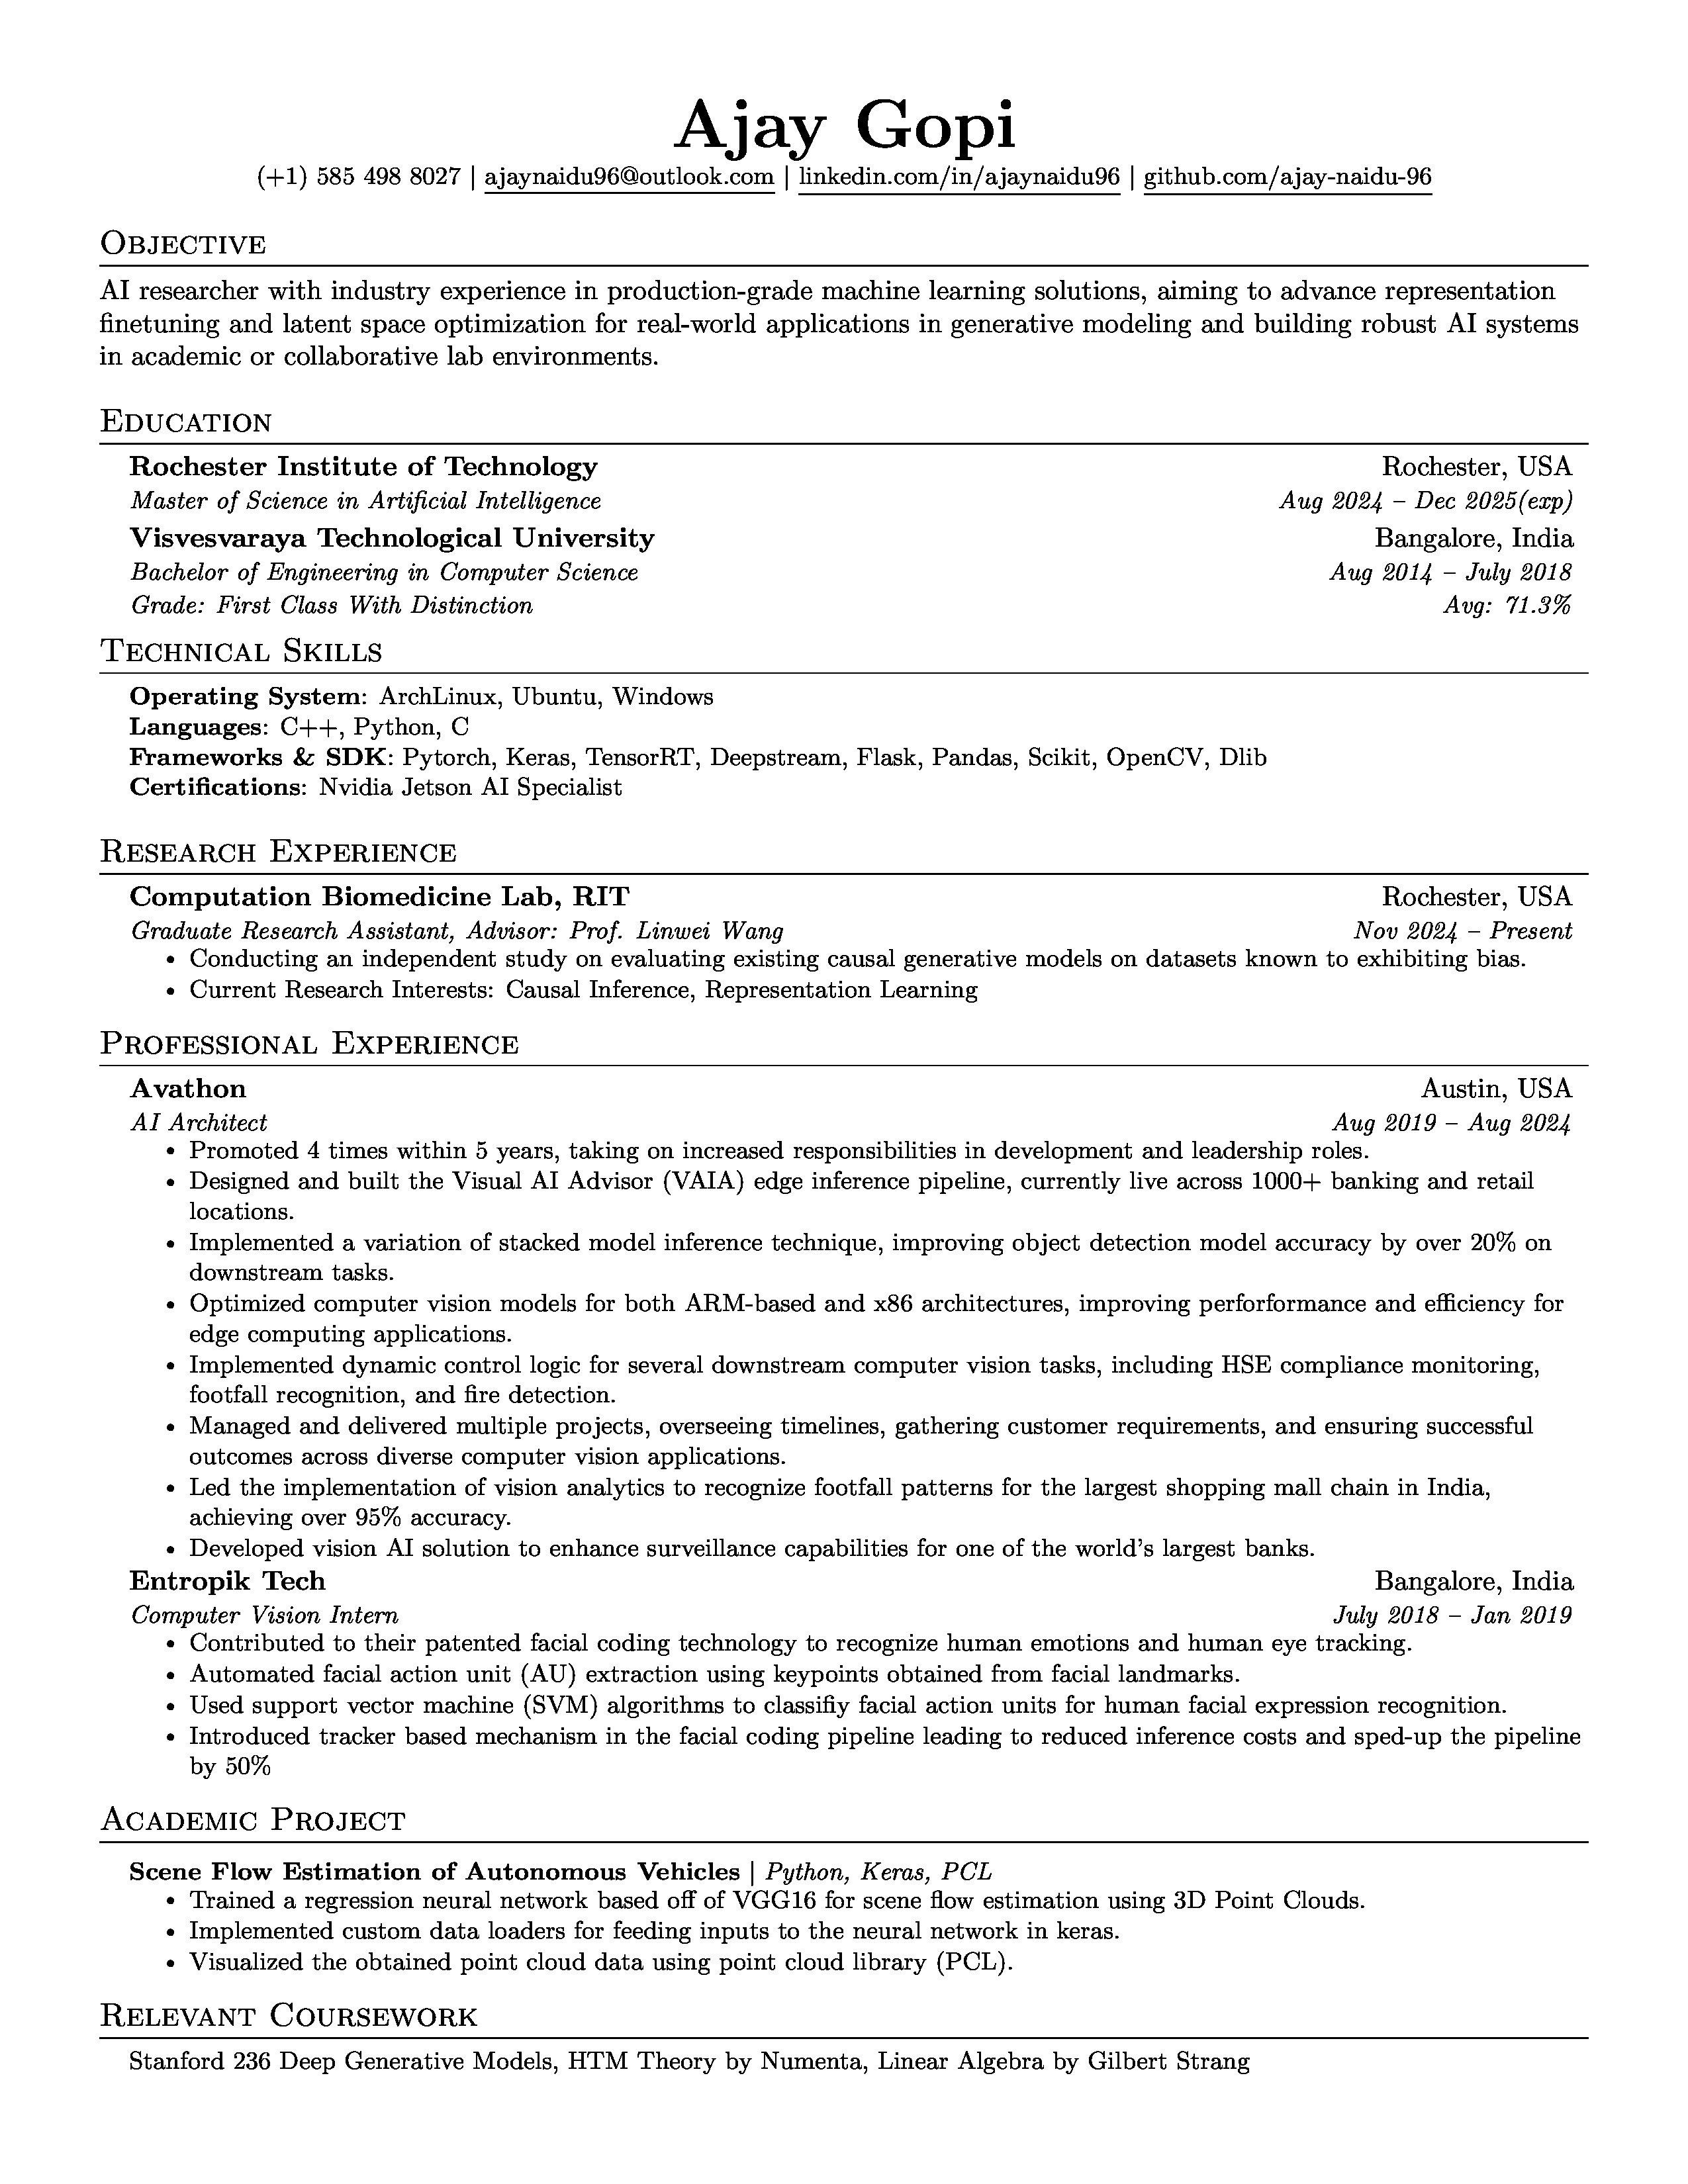 Ajay Gopi
(+1) 585 498 8027 | ajaynaidu96@outlook.com | linkedin.com/in/ajaynaidu96 | github.com/ajay-naidu-96
Objective
AI researcher with industry experience in production-grade machine learning solutions, aiming to advance representation
finetuning and latent space optimization for real-world applications in generative modeling and building robust AI systems
in academic or collaborative lab environments.
Education
Rochester Institute of Technology Rochester, USA
Master of Science in Artificial Intelligence Aug 2024 – Dec 2025(exp)
Visvesvaraya Technological University Bangalore, India
Bachelor of Engineering in Computer Science Aug 2014 – July 2018
Grade: First Class With Distinction Avg: 71.3%
Technical Skills
Operating System: ArchLinux, Ubuntu, Windows
Languages: C++, Python, C
Frameworks & SDK: Pytorch, Keras, TensorRT, Deepstream, Flask, Pandas, Scikit, OpenCV, Dlib
Certifications: Nvidia Jetson AI Specialist
Research Experience
Computation Biomedicine Lab, RIT Rochester, USA
Graduate Research Assistant, Advisor: Prof. Linwei Wang Nov 2024 – Present
• Conducting an independent study on evaluating existing causal generative models on datasets known to exhibiting bias.
• Current Research Interests: Causal Inference, Representation Learning
Professional Experience
Avathon Austin, USA
AI Architect Aug 2019 – Aug 2024
• Promoted 4 times within 5 years, taking on increased responsibilities in development and leadership roles.
• Designed and built the Visual AI Advisor (VAIA) edge inference pipeline, currently live across 1000+ banking and retail
locations.
• Implemented a variation of stacked model inference technique, improving object detection model accuracy by over 20% on
downstream tasks.
• Optimized computer vision models for both ARM-based and x86 architectures, improving perforformance and efficiency for
edge computing applications.
• Implemented dynamic control logic for several downstream computer vision tasks, including HSE compliance monitoring,
footfall recognition, and fire detection.
• Managed and delivered multiple projects, overseeing timelines, gathering customer requirements, and ensuring successful
outcomes across diverse computer vision applications.
• Led the implementation of vision analytics to recognize footfall patterns for the largest shopping mall chain in India,
achieving over 95% accuracy.
• Developed vision AI solution to enhance surveillance capabilities for one of the world's largest banks.
Entropik Tech Bangalore, India
Computer Vision Intern July 2018 – Jan 2019
• Contributed to their patented facial coding technology to recognize human emotions and human eye tracking.
• Automated facial action unit (AU) extraction using keypoints obtained from facial landmarks.
• Used support vector machine (SVM) algorithms to classifiy facial action units for human facial expression recognition.
• Introduced tracker based mechanism in the facial coding pipeline leading to reduced inference costs and sped-up the pipeline
by 50%
Academic Project
Scene Flow Estimation of Autonomous Vehicles | Python, Keras, PCL
• Trained a regression neural network based off of VGG16 for scene flow estimation using 3D Point Clouds.
• Implemented custom data loaders for feeding inputs to the neural network in keras.
• Visualized the obtained point cloud data using point cloud library (PCL).
Relevant Coursework
Stanford 236 Deep Generative Models, HTM Theory by Numenta, Linear Algebra by Gilbert Strang